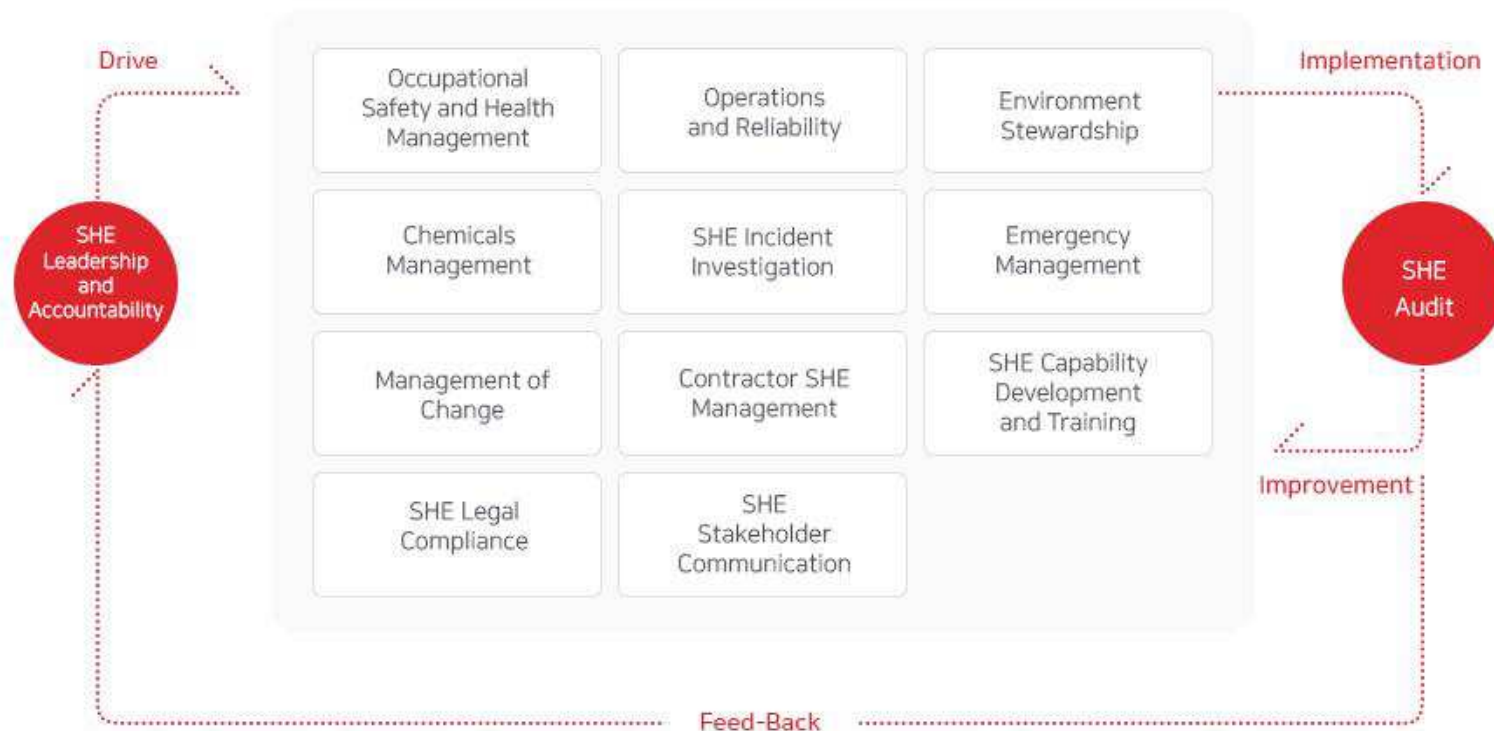 Drive
Implementation
Occupational
Safety and Health
Management
Operations
and Reliability
Environment
Stewardship
SHE
Leadership
and
Accountability
Chemicals
Management
SHE Incident
Investigation
Emergency
Management
SHE
Audit
Management of
Change
Contractor SHE
Management
SHE Capability
Development
and Training
Improvement
SHE Legal
Compliance
SHE
Stakeholder
Communication
Feed-Back